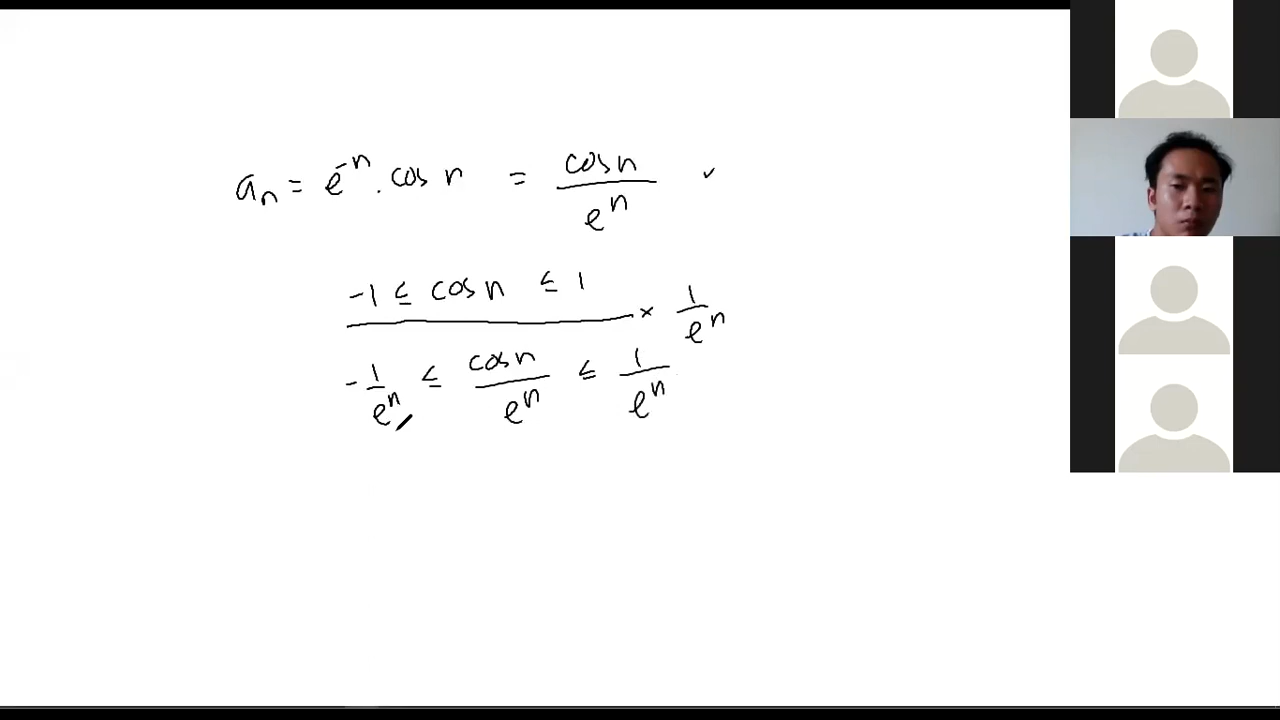 aₙ = e⁻ⁿ . cos n = cos n / eⁿ ✓
-1 ≤ cos n ≤ 1
× 1 / eⁿ
- 1 / eⁿ ≤ cos n / eⁿ ≤ 1 / eⁿ